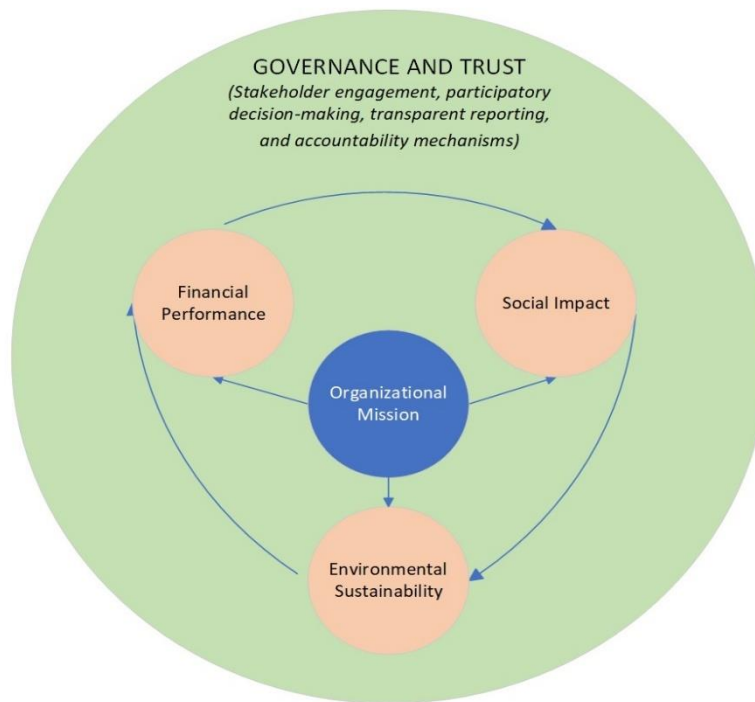 GOVERNANCE AND TRUST
(Stakeholder engagement, participatory
decision-making, transparent reporting,
and accountability mechanisms)
Financial
Performance
Social Impact
Organizational
Mission
Environmental
Sustainability